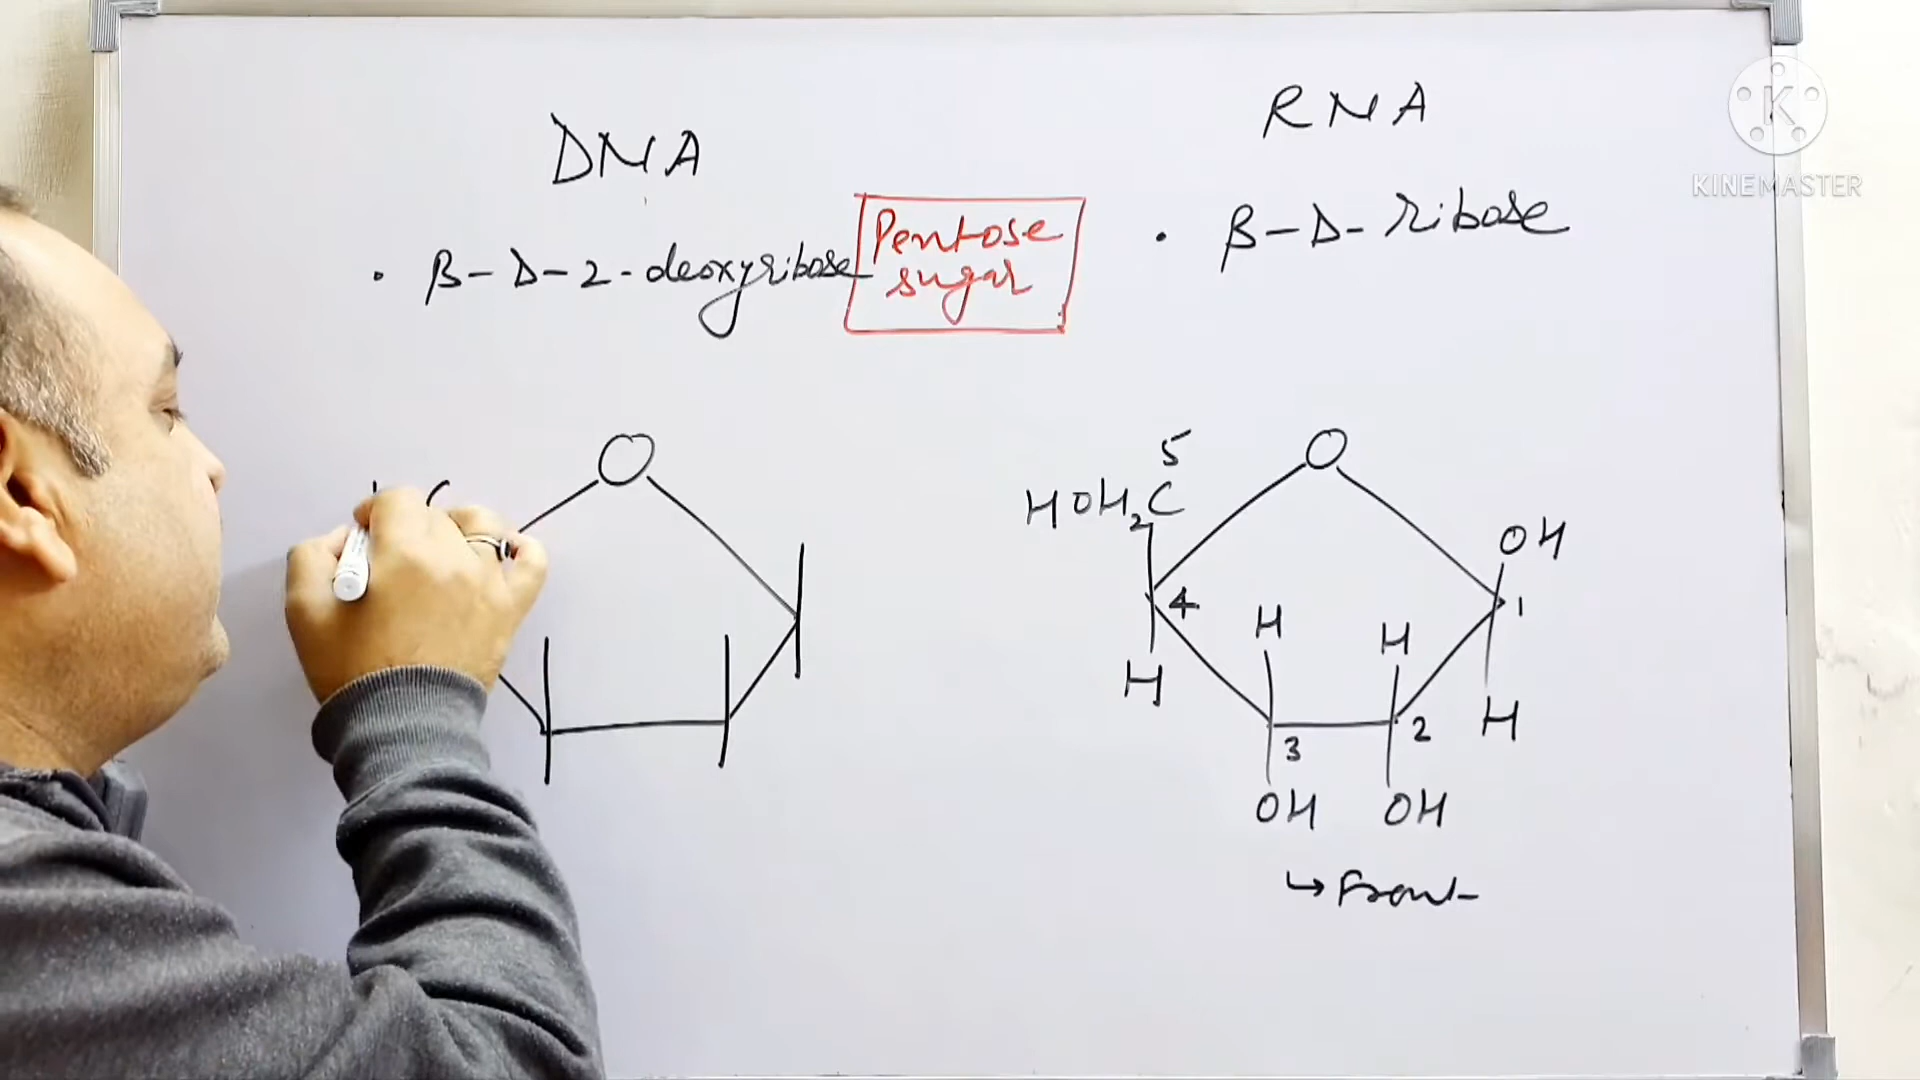 DNA
RNA
KINEMASTER
• β-D-2-deoxyribose
Pentose
sugar
• β-D-ribose
O
C
5
O
HOH₂C
OH
4
1
H
H
H
H
3
2
OH
OH
↳ Front